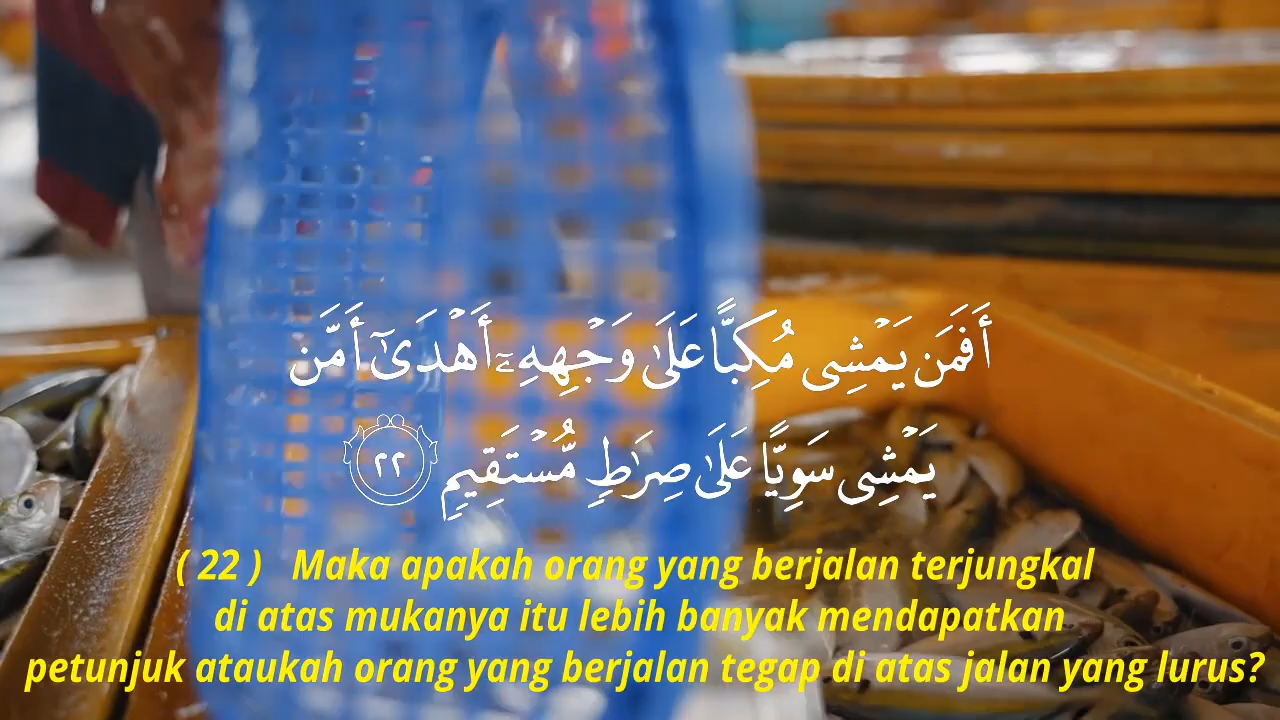 أَفَمَن يَمْشِى مُكِبًّا عَلَىٰ وَجْهِهِۦٓ أَهْدَىٰٓ أَمَّن
يَمْشِى سَوِيًّا عَلَىٰ صِرَٰطٍ مُّسْتَقِيمٍ ٢٢
( 22 ) Maka apakah orang yang berjalan terjungkal
di atas mukanya itu lebih banyak mendapatkan
petunjuk ataukah orang yang berjalan tegap di atas jalan yang lurus?